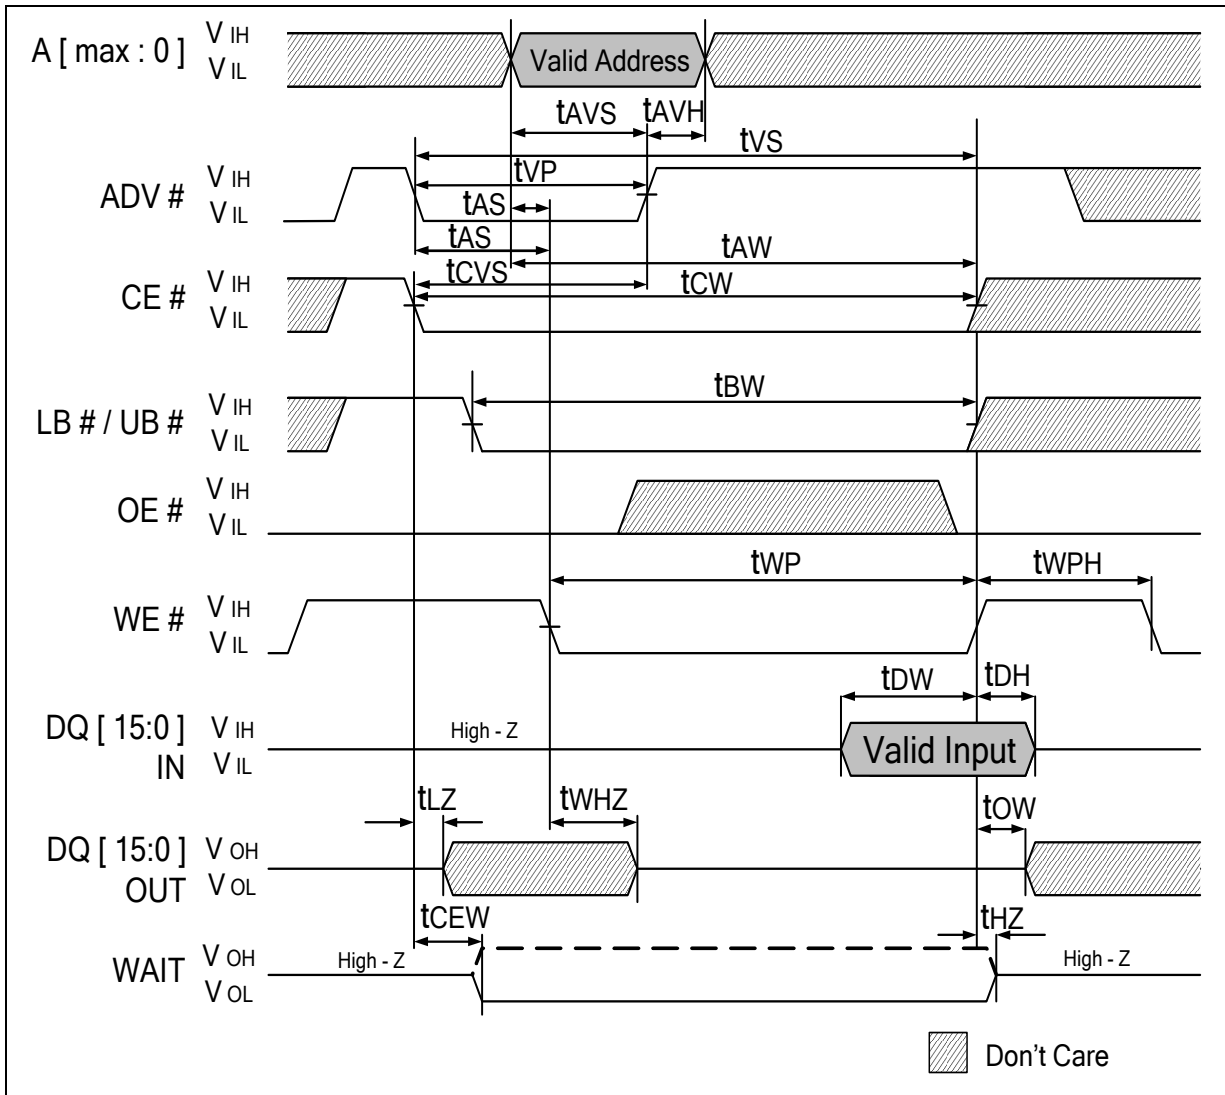 A [ max : 0 ]
V IH
V IL
Valid Address
tAVS
tAVH
tVS
ADV #
V IH
V IL
tVP
tAS
tAS
tAW
CE #
V IH
V IL
tCVS
tCW
LB # / UB #
V IH
V IL
tBW
OE #
V IH
V IL
tWP
tWPH
WE #
V IH
V IL
tDW
tDH
DQ [ 15:0 ]
IN
V IH
V IL
High - Z
Valid Input
tLZ
tWHZ
tOW
DQ [ 15:0 ]
OUT
V OH
V OL
tCEW
tHZ
WAIT
V OH
V OL
High - Z
High - Z
Don't Care